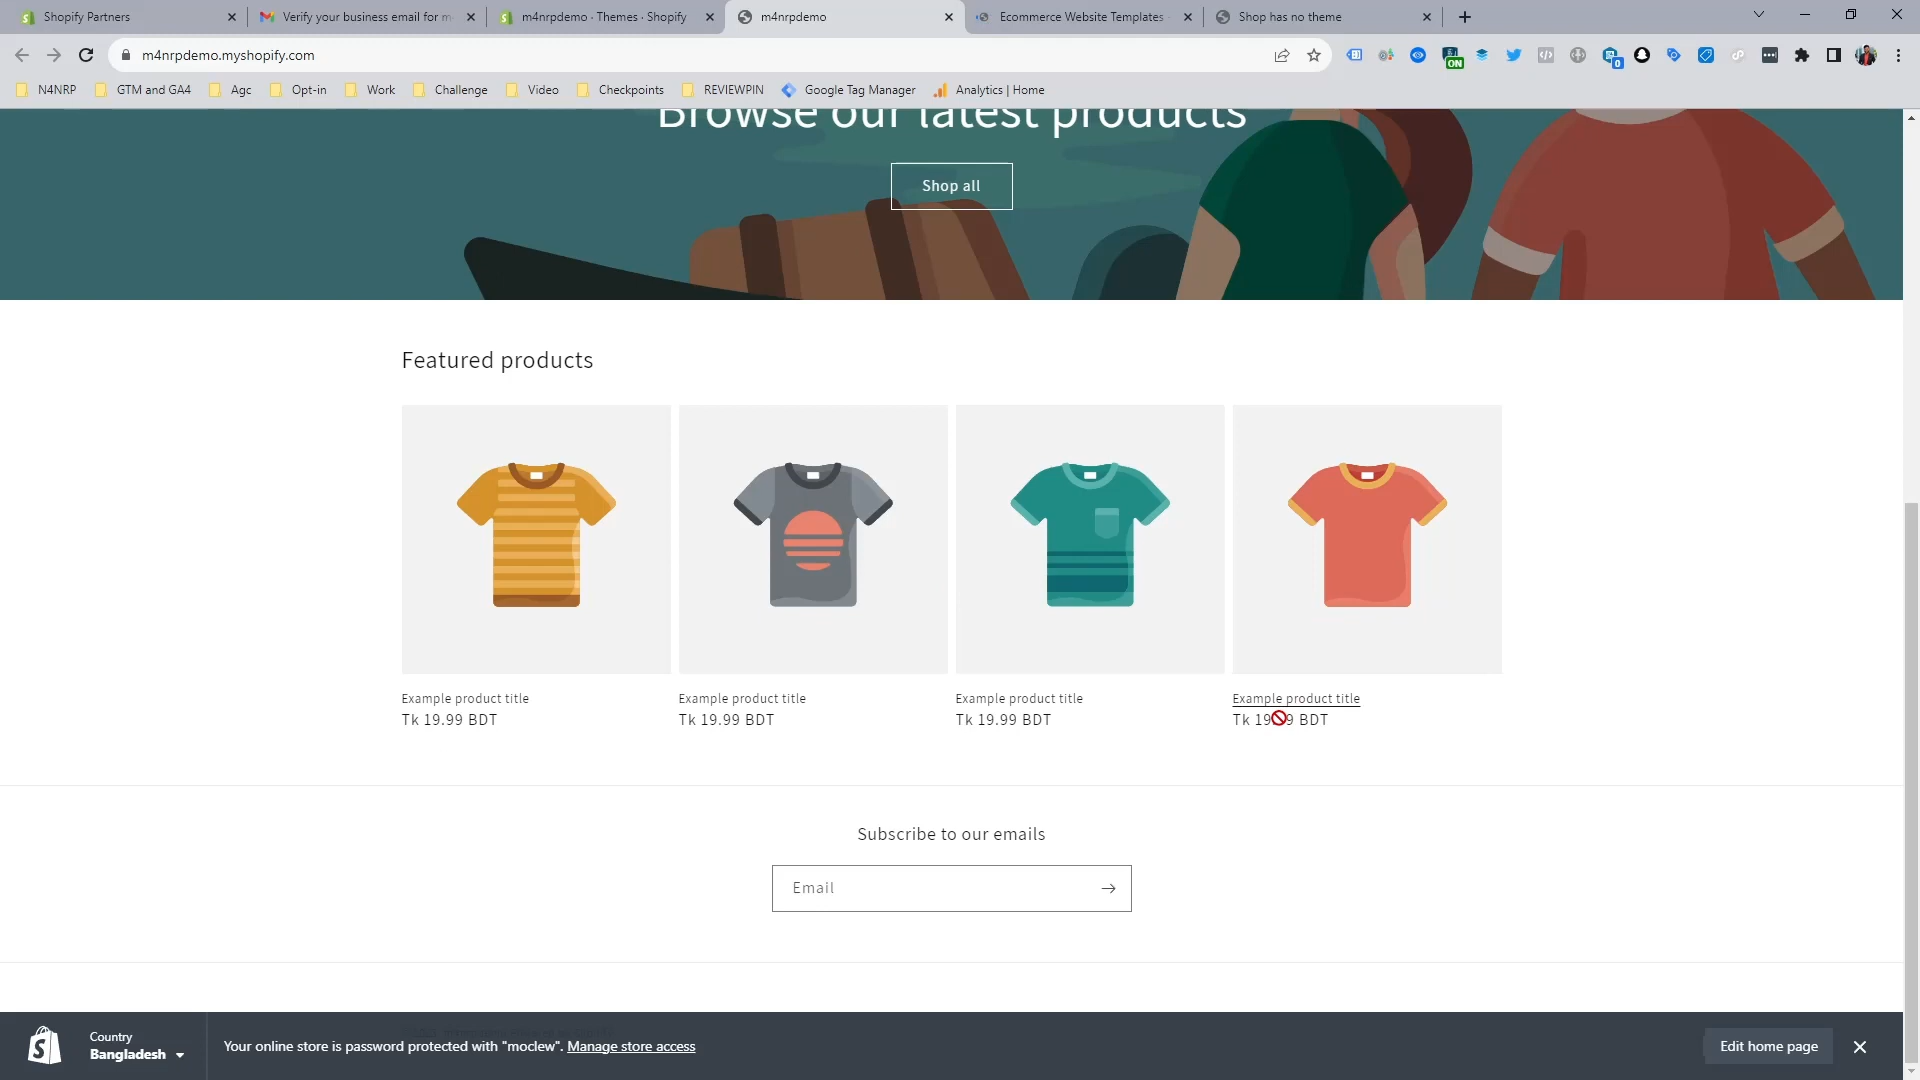 Shopify Partners
Verify your business email for m
m4nrpdemo · Themes · Shopify
m4nrpdemo
Ecommerce Website Templates
Shop has no theme
m4nrpdemo.myshopify.com
ON
0
N4NRP
GTM and GA4
Agc
Opt-in
Work
Challenge
Video
Checkpoints
REVIEWPIN
Google Tag Manager
Analytics | Home
Browse our latest products
Shop all
Featured products
Example product title
Tk 19.99 BDT
Example product title
Tk 19.99 BDT
Example product title
Tk 19.99 BDT
Example product title
Tk 19.99 BDT
Subscribe to our emails
Email
Country
Bangladesh
Your online store is password protected with "moclew". Manage store access
Edit home page